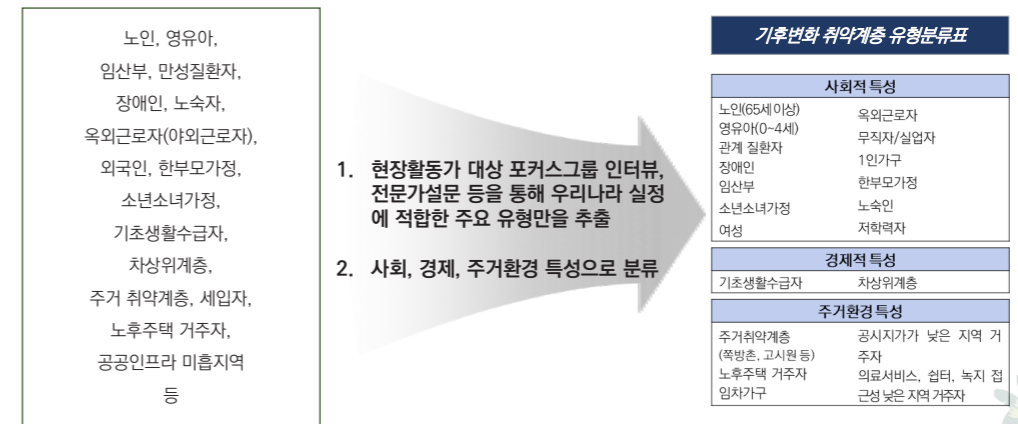 노인, 영유아,
임산부, 만성질환자,
장애인, 노숙자,
옥외근로자(야외근로자),
외국인, 한부모가정,
소년소녀가정,
기초생활수급자,
차상위계층,
주거 취약계층, 세입자,
노후주택 거주자,
공공인프라 미흡지역
등
1. 현장활동가 대상 포커스그룹 인터뷰,
전문가설문 등을 통해 우리나라 실정
에 적합한 주요 유형만을 추출
2. 사회, 경제, 주거환경 특성으로 분류
기후변화 취약계층 유형분류표
사회적 특성
노인(65세이상)
영유아(0~4세)
관계 질환자
장애인
임산부
소년소녀가정
여성
옥외근로자
무직자/실업자
1인가구
한부모가정
노숙인
저학력자
경제적 특성
기초생활수급자 차상위계층
주거환경 특성
주거취약계층
(쪽방촌, 고시원 등)
노후주택 거주자
임차가구
공시지가가 낮은 지역 거
주자
의료서비스, 쉼터, 녹지 접
근성 낮은 지역 거주자